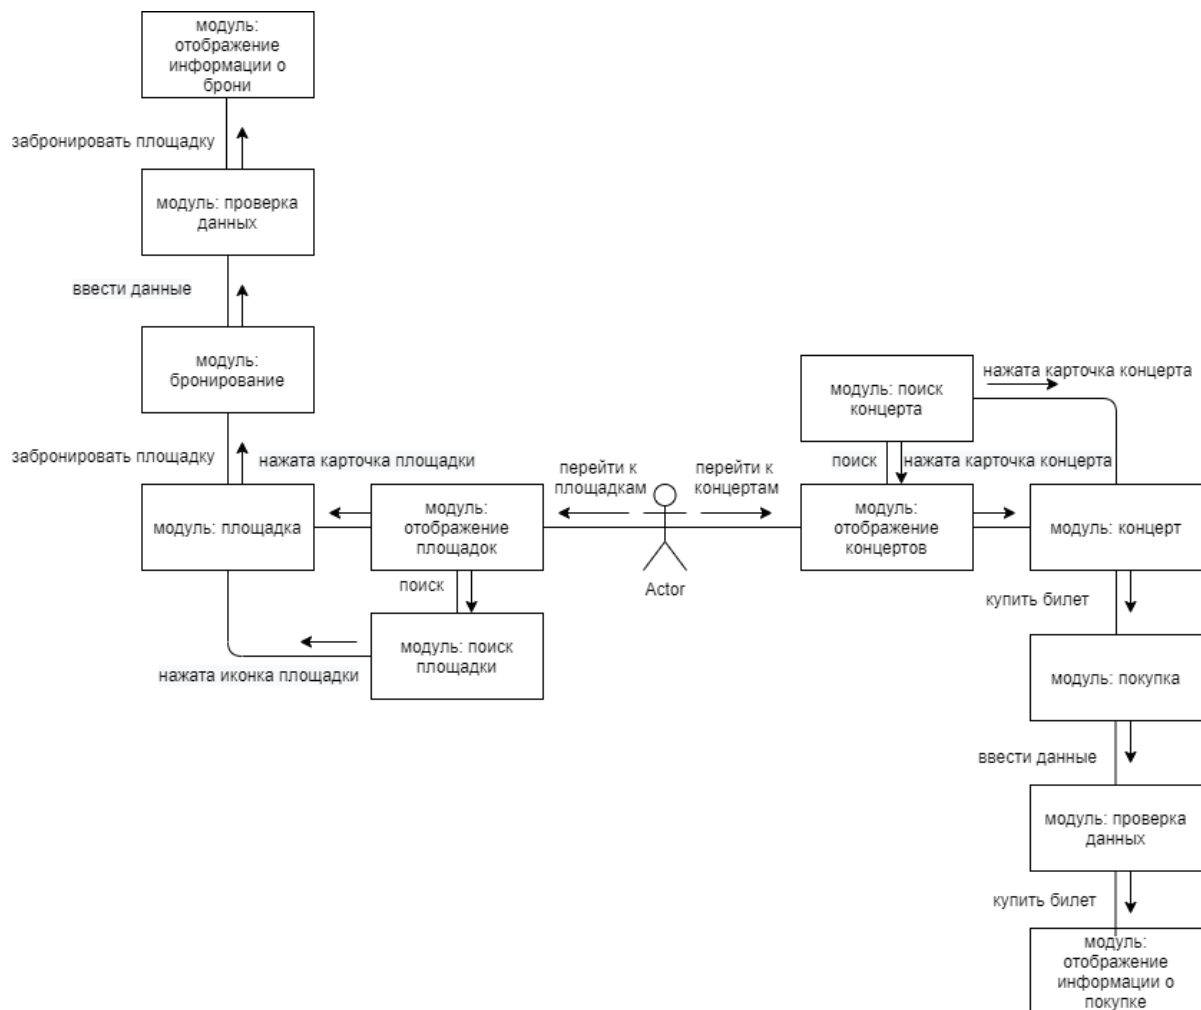 модуль:
отображение
информации о
брони
забронировать площадку
модуль: проверка
данных
ввести данные
модуль:
бронирование
забронировать площадку
нажата карточка площадки
модуль: площадка
модуль:
отображение
площадок
поиск
модуль: поиск
площадки
нажата иконка площадки
перейти к
площадкам
перейти к
концертам
Actor
модуль: поиск
концерта
нажата карточка концерта
поиск
нажата карточка концерта
модуль:
отображение
концертов
модуль: концерт
купить билет
модуль: покупка
ввести данные
модуль: проверка
данных
купить билет
модуль:
отображение
информации о
покупке